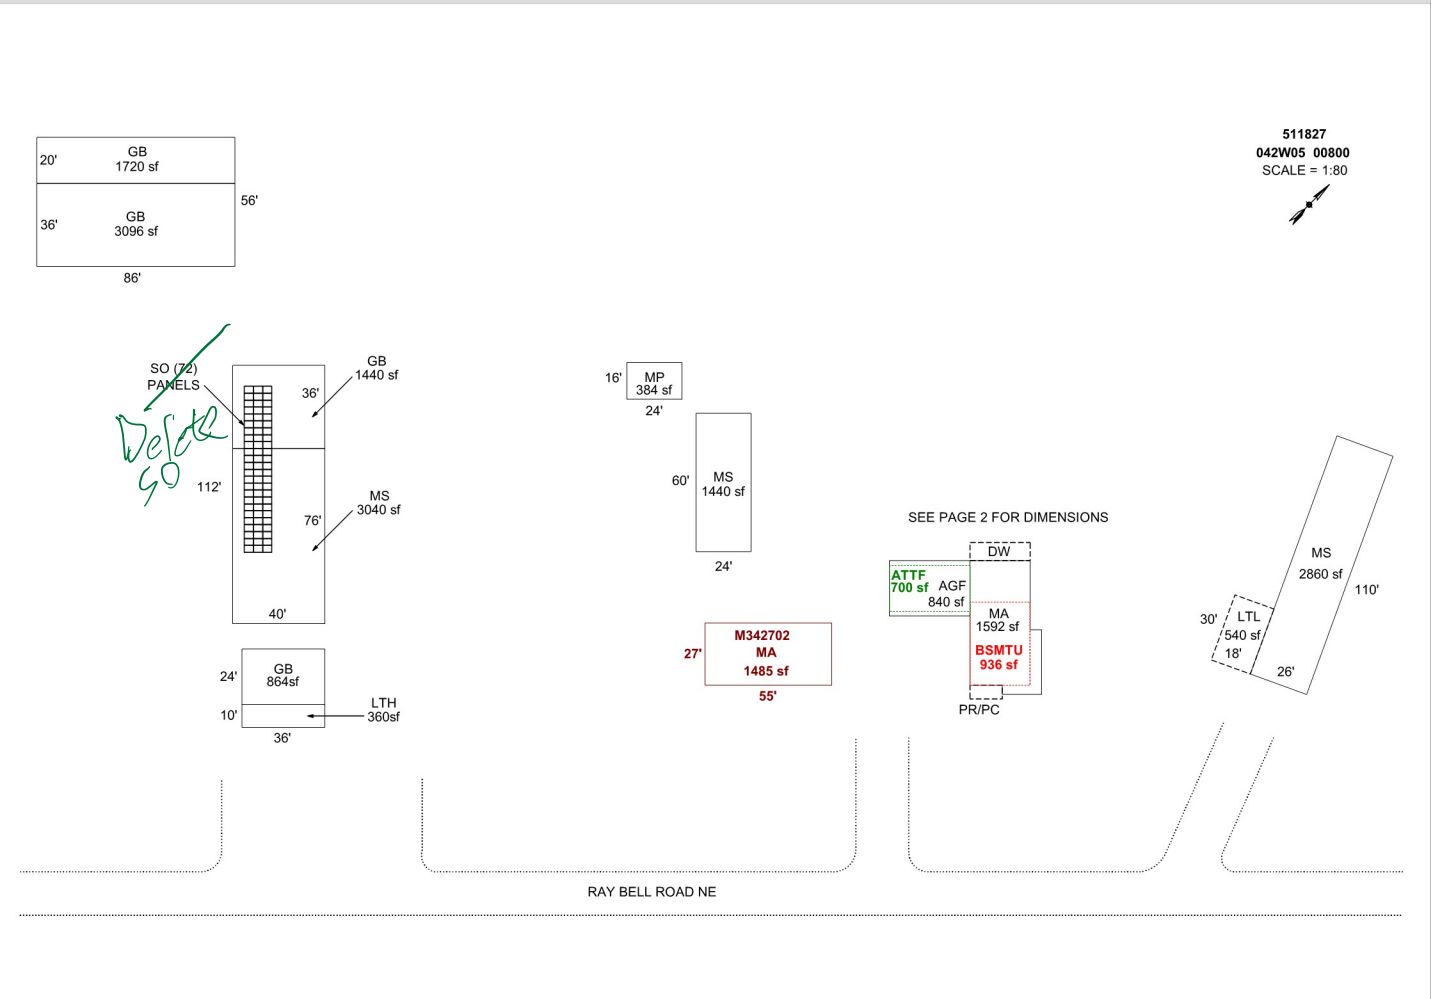 511827
042W05 00800
SCALE = 1:80
20'
GB
1720 sf
56'
36'
GB
3096 sf
86'
SO (72)
PANELS
Delete
SO
GB
1440 sf
36'
112'
MS
3040 sf
76'
40'
24'
GB
864sf
10'
LTH
360sf
36'
16'
MP
384 sf
24'
60'
MS
1440 sf
24'
M342702
27'
MA
1485 sf
55'
SEE PAGE 2 FOR DIMENSIONS
DW
ATTF
700 sf
AGF
840 sf
MA
1592 sf
BSMTU
936 sf
PR/PC
MS
2860 sf
110'
30'
LTL
540 sf
18'
26'
RAY BELL ROAD NE